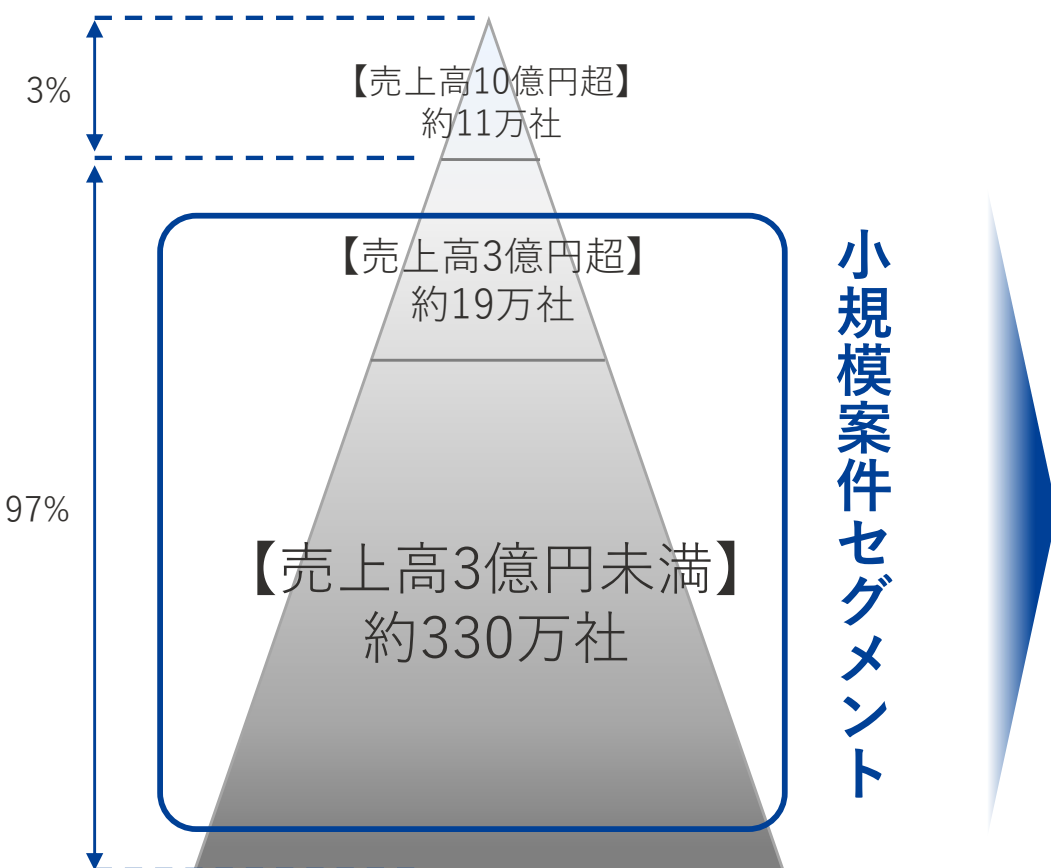 3%
【売上高10億円超】
約11万社
【売上高3億円超】
約19万社
97%
【売上高3億円未満】
約330万社
小規模案件セグメント